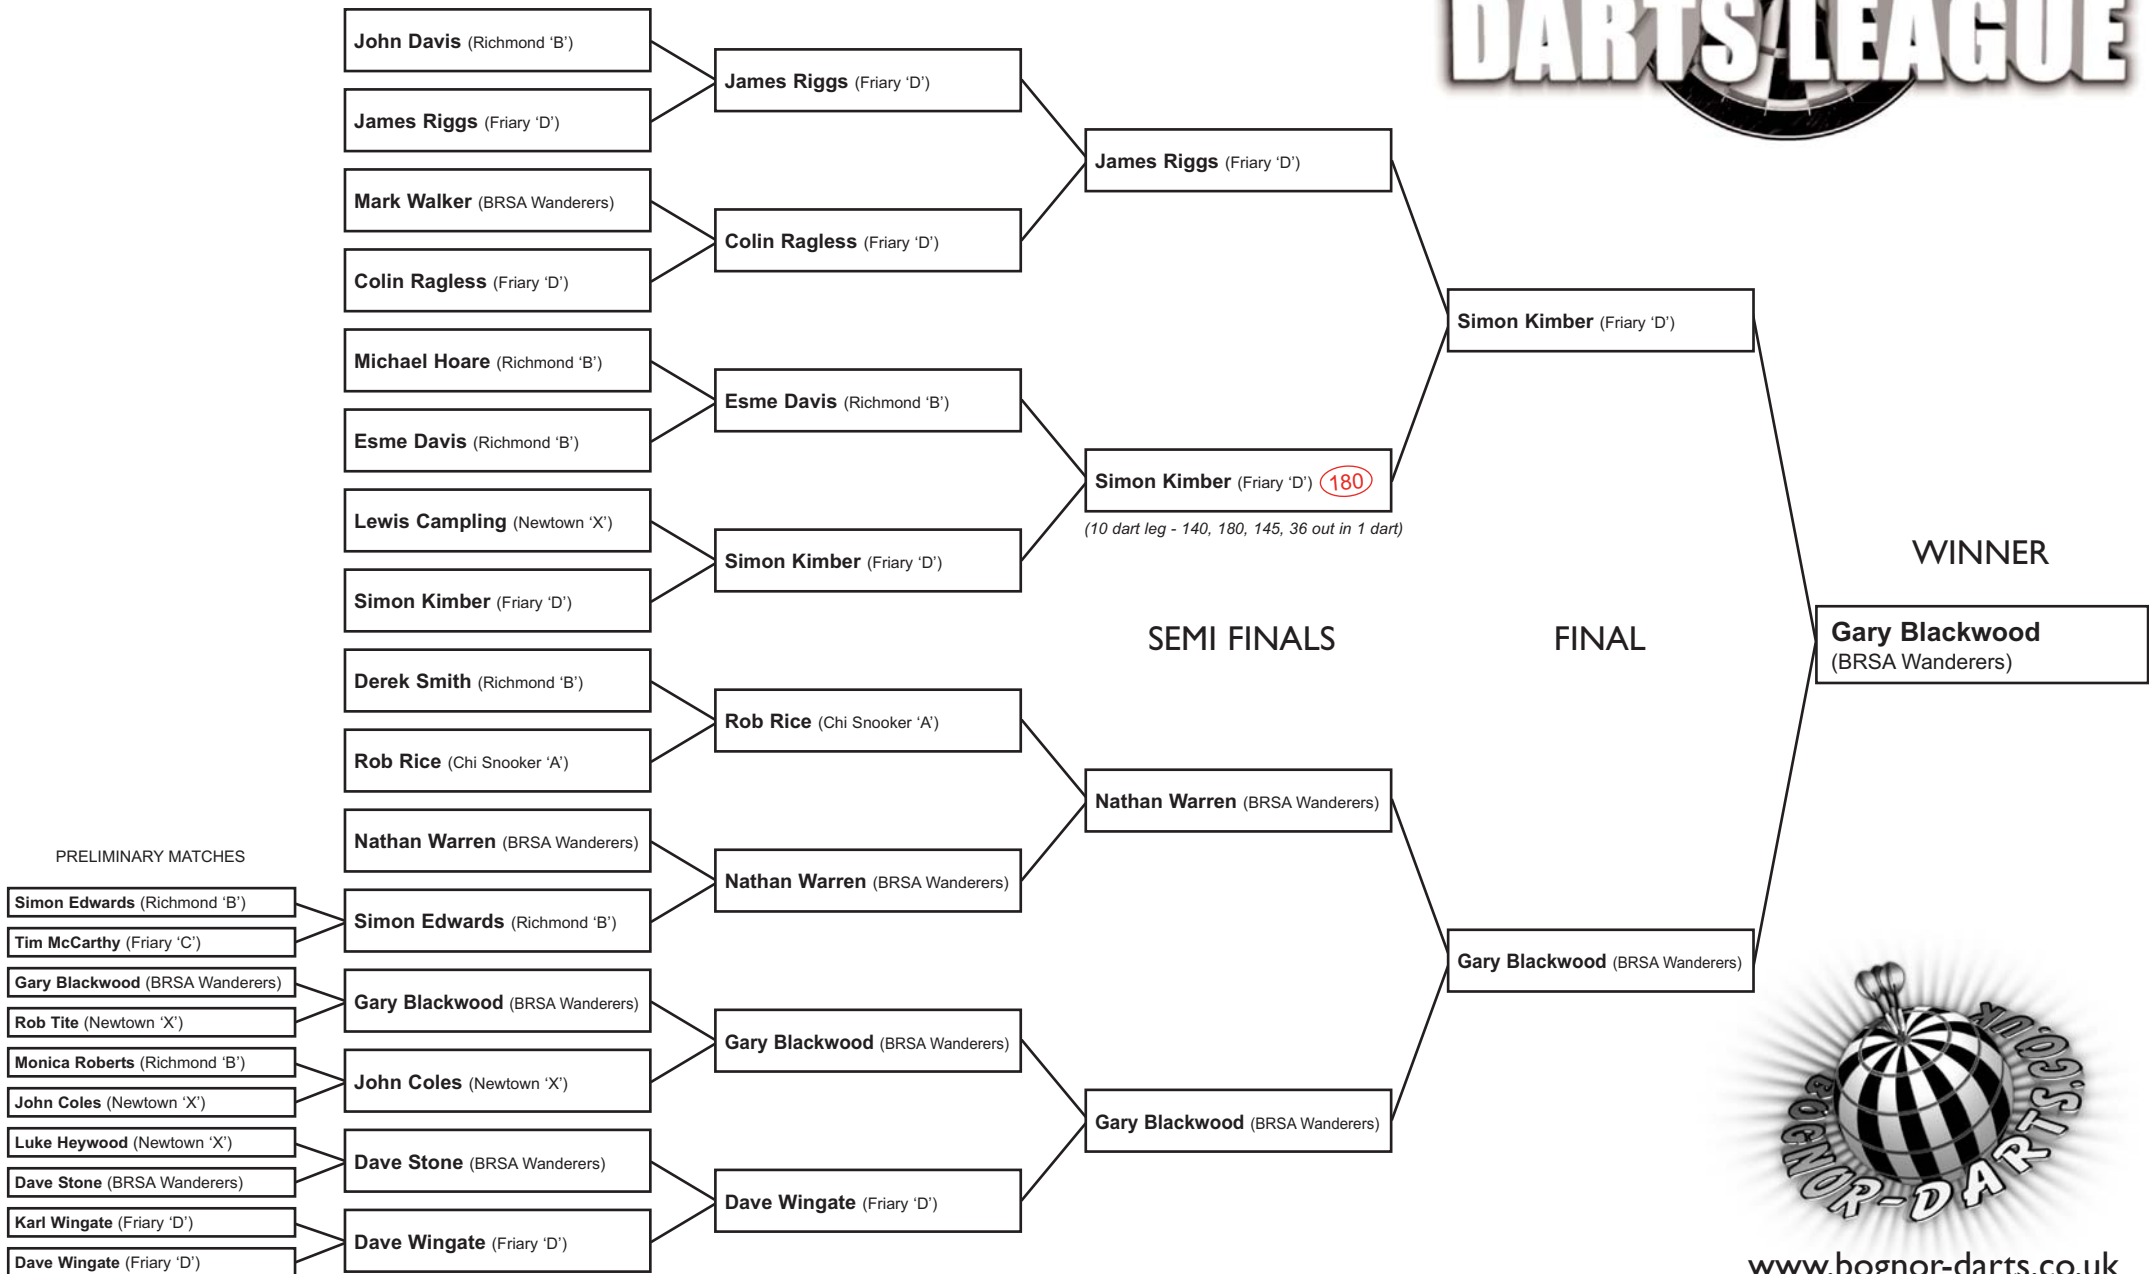 DARTS LEAGUE
John Davis (Richmond ‘B’)
James Riggs (Friary ‘D’)
Mark Walker (BRSA Wanderers)
Colin Ragless (Friary ‘D’)
Michael Hoare (Richmond ‘B’)
Esme Davis (Richmond ‘B’)
Lewis Campling (Newtown ‘X’)
Simon Kimber (Friary ‘D’)
Derek Smith (Richmond ‘B’)
Rob Rice (Chi Snooker ‘A’)
Nathan Warren (BRSA Wanderers)
Simon Edwards (Richmond ‘B’)
Gary Blackwood (BRSA Wanderers)
John Coles (Newtown ‘X’)
Dave Stone (BRSA Wanderers)
Dave Wingate (Friary ‘D’)
PRELIMINARY MATCHES
Simon Edwards (Richmond ‘B’)
Tim McCarthy (Friary ‘C’)
Gary Blackwood (BRSA Wanderers)
Rob Tite (Newtown ‘X’)
Monica Roberts (Richmond ‘B’)
John Coles (Newtown ‘X’)
Luke Heywood (Newtown ‘X’)
Dave Stone (BRSA Wanderers)
Karl Wingate (Friary ‘D’)
Dave Wingate (Friary ‘D’)
James Riggs (Friary ‘D’)
Colin Ragless (Friary ‘D’)
Esme Davis (Richmond ‘B’)
Simon Kimber (Friary ‘D’)
Rob Rice (Chi Snooker ‘A’)
Nathan Warren (BRSA Wanderers)
Gary Blackwood (BRSA Wanderers)
Dave Wingate (Friary ‘D’)
James Riggs (Friary ‘D’)
Simon Kimber (Friary ‘D’) 180
(10 dart leg - 140, 180, 145, 36 out in 1 dart)
SEMI FINALS
Nathan Warren (BRSA Wanderers)
Gary Blackwood (BRSA Wanderers)
Simon Kimber (Friary ‘D’)
FINAL
Gary Blackwood (BRSA Wanderers)
WINNER
Gary Blackwood
(BRSA Wanderers)
BOGNOR-DARTS.CO.UK
www.bognor-darts.co.uk